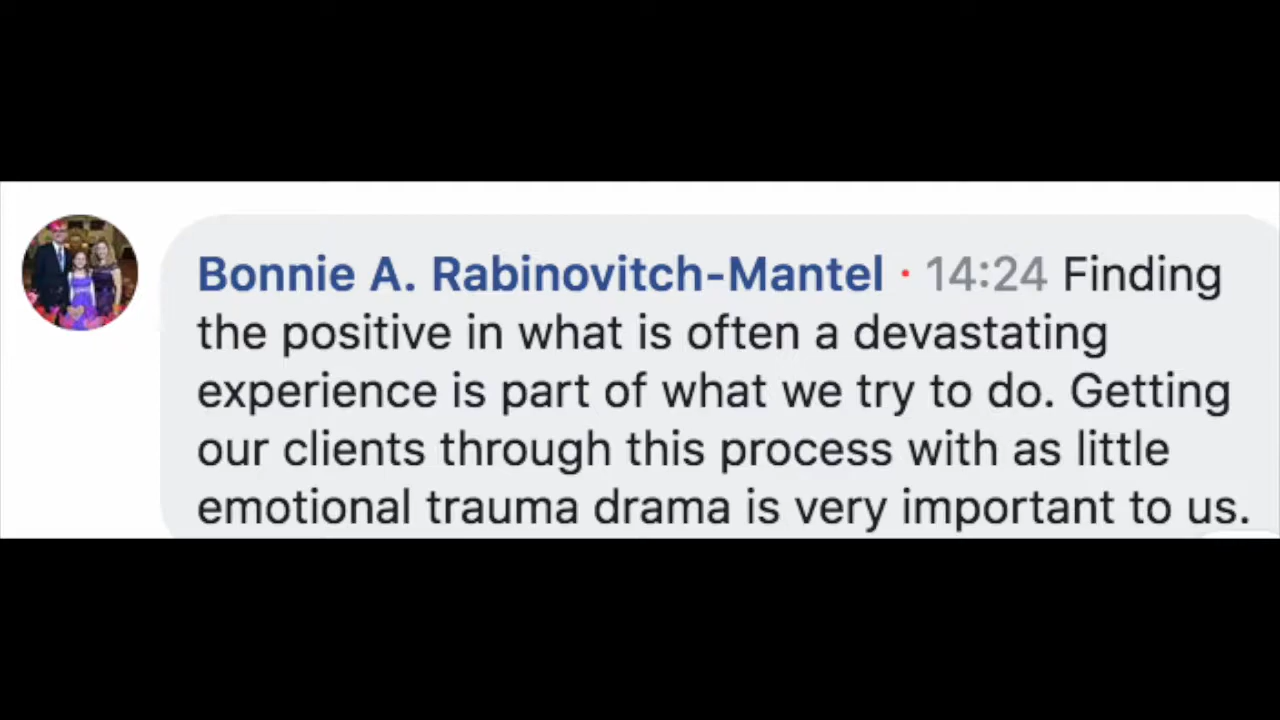 Bonnie A. Rabinovitch-Mantel · 14:24 Finding
the positive in what is often a devastating
experience is part of what we try to do. Getting
our clients through this process with as little
emotional trauma drama is very important to us.